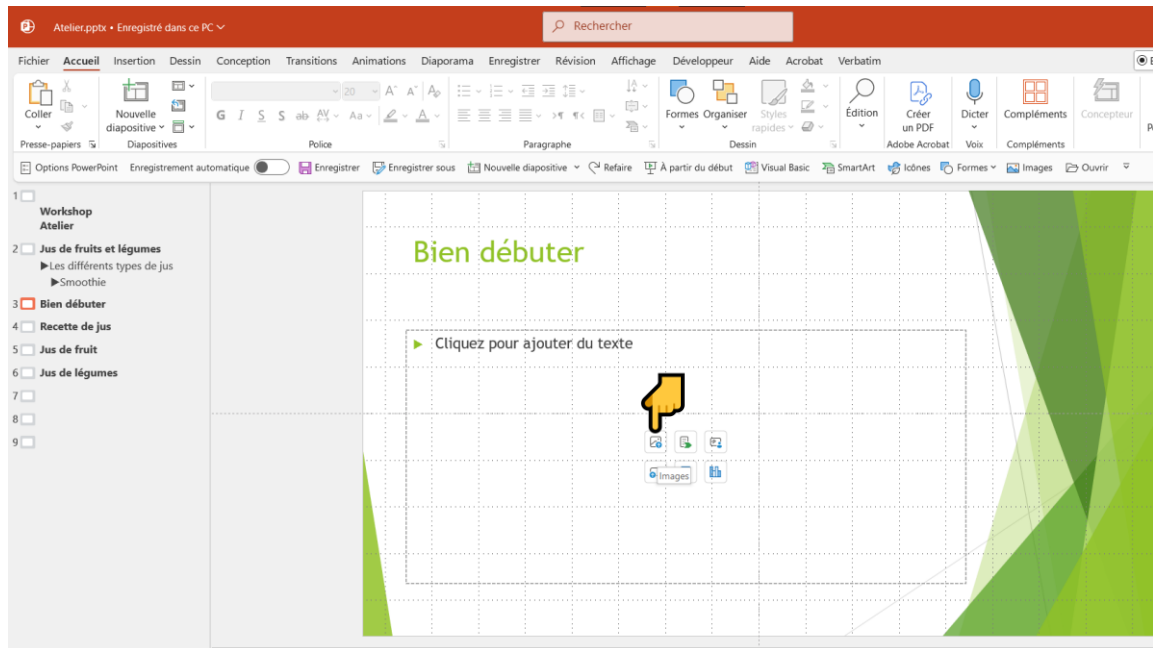 Atelier.pptx • Enregistré dans ce PC
Rechercher
Fichier Accueil Insertion Dessin Conception Transitions Animations Diaporama Enregistrer Révision Affichage Développeur Aide Acrobat Verbatim
Coller
Nouvelle diapositive
G I S S ab AV Aa A A
20
Formes Organiser Styles rapides
Édition
Créer un PDF
Dicter
Compléments
Concepteur
Presse-papiers Diapositives Police Paragraphe Dessin Adobe Acrobat Voix Compléments
Options PowerPoint Enregistrement automatique Enregistrer Enregistrer sous Nouvelle diapositive Refaire À partir du début Visual Basic SmartArt Icônes Formes Images Ouvrir
1
Workshop
Atelier
2 Jus de fruits et légumes
Les différents types de jus
Smoothie
3 Bien débuter
4 Recette de jus
5 Jus de fruit
6 Jus de légumes
7
8
9
Bien débuter
Cliquez pour ajouter du texte
Images